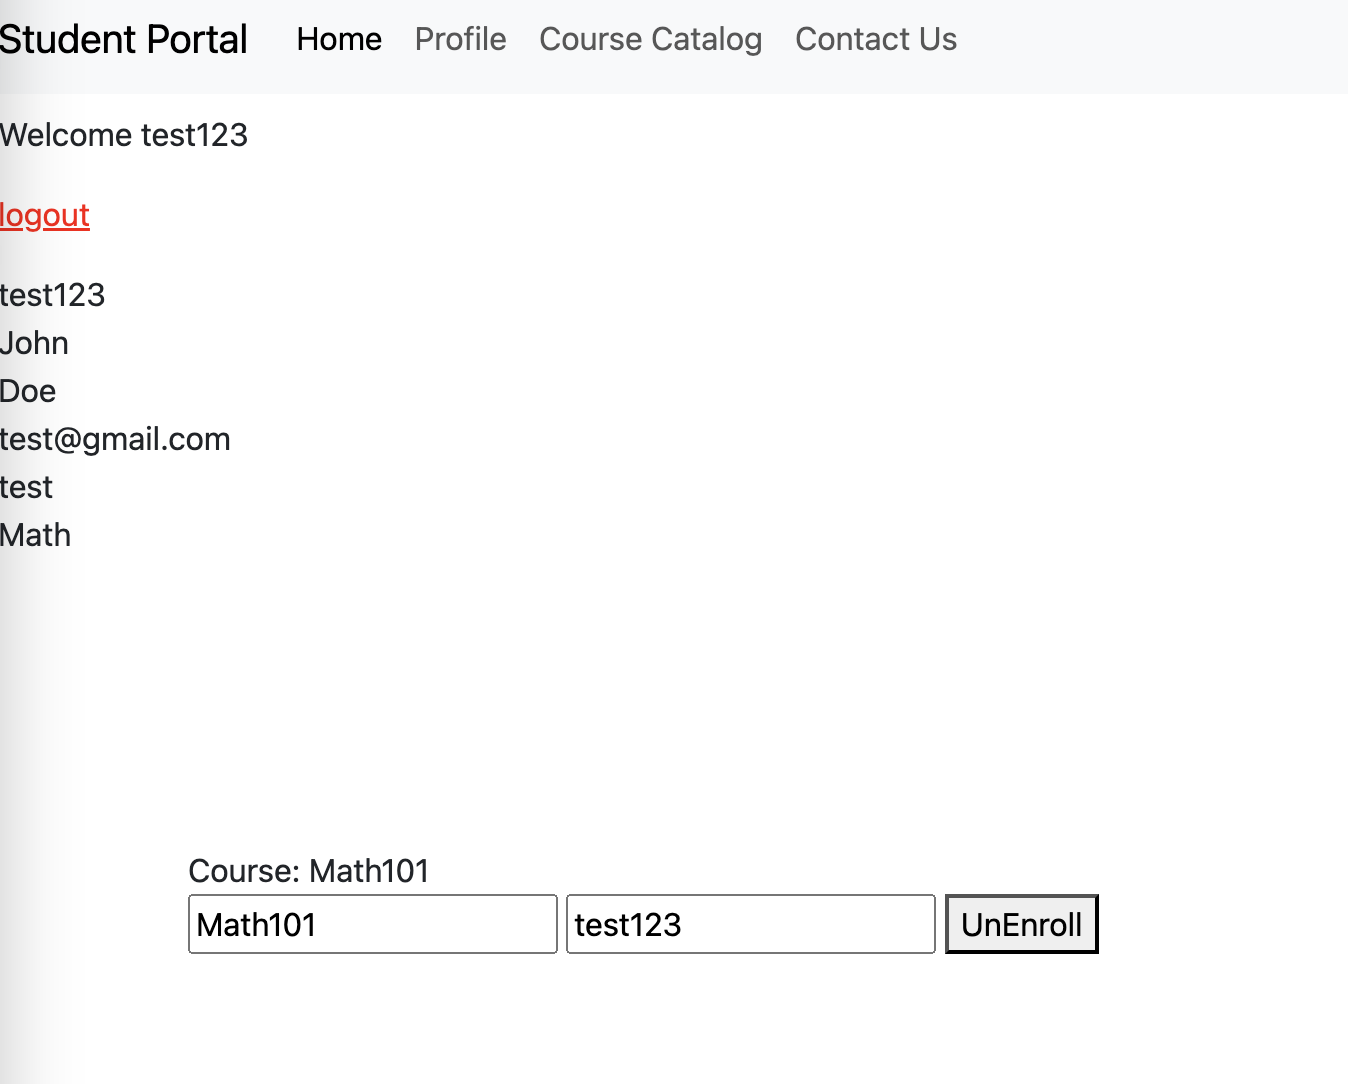 Student Portal Home Profile Course Catalog Contact Us
Welcome test123
logout
test123
John
Doe
test@gmail.com
test
Math
Course: Math101
Math101 test123 UnEnroll